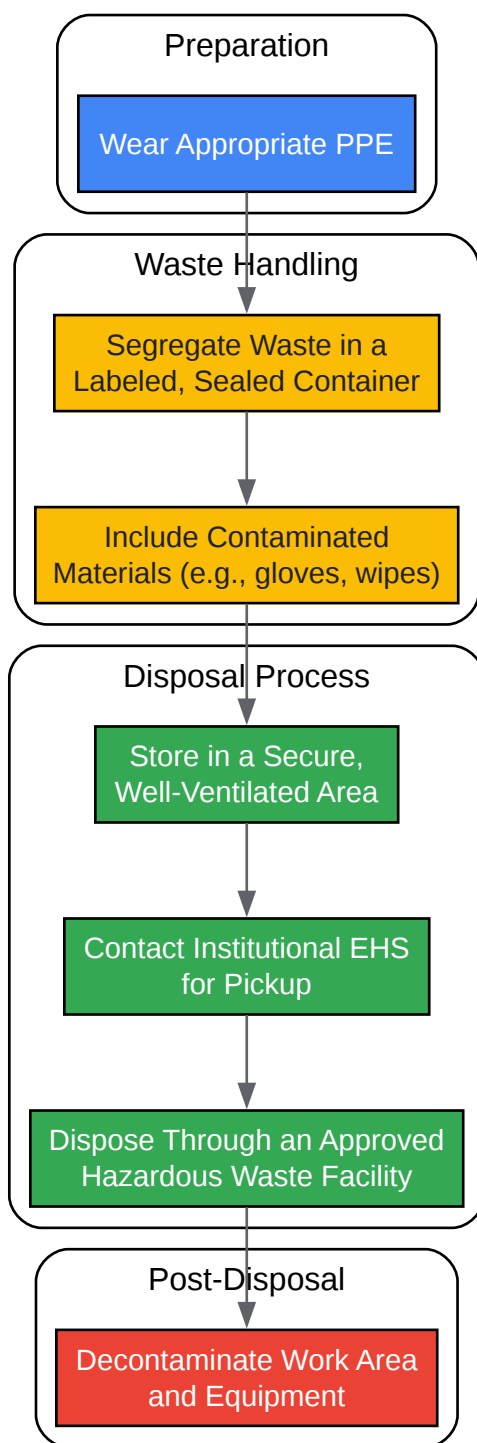 Preparation
Wear Appropriate PPE
Waste Handling
Segregate Waste in a
Labeled, Sealed Container
Include Contaminated
Materials (e.g., gloves, wipes)
Disposal Process
Store in a Secure,
Well-Ventilated Area
Contact Institutional EHS
for Pickup
Dispose Through an Approved
Hazardous Waste Facility
Post-Disposal
Decontaminate Work Area
and Equipment